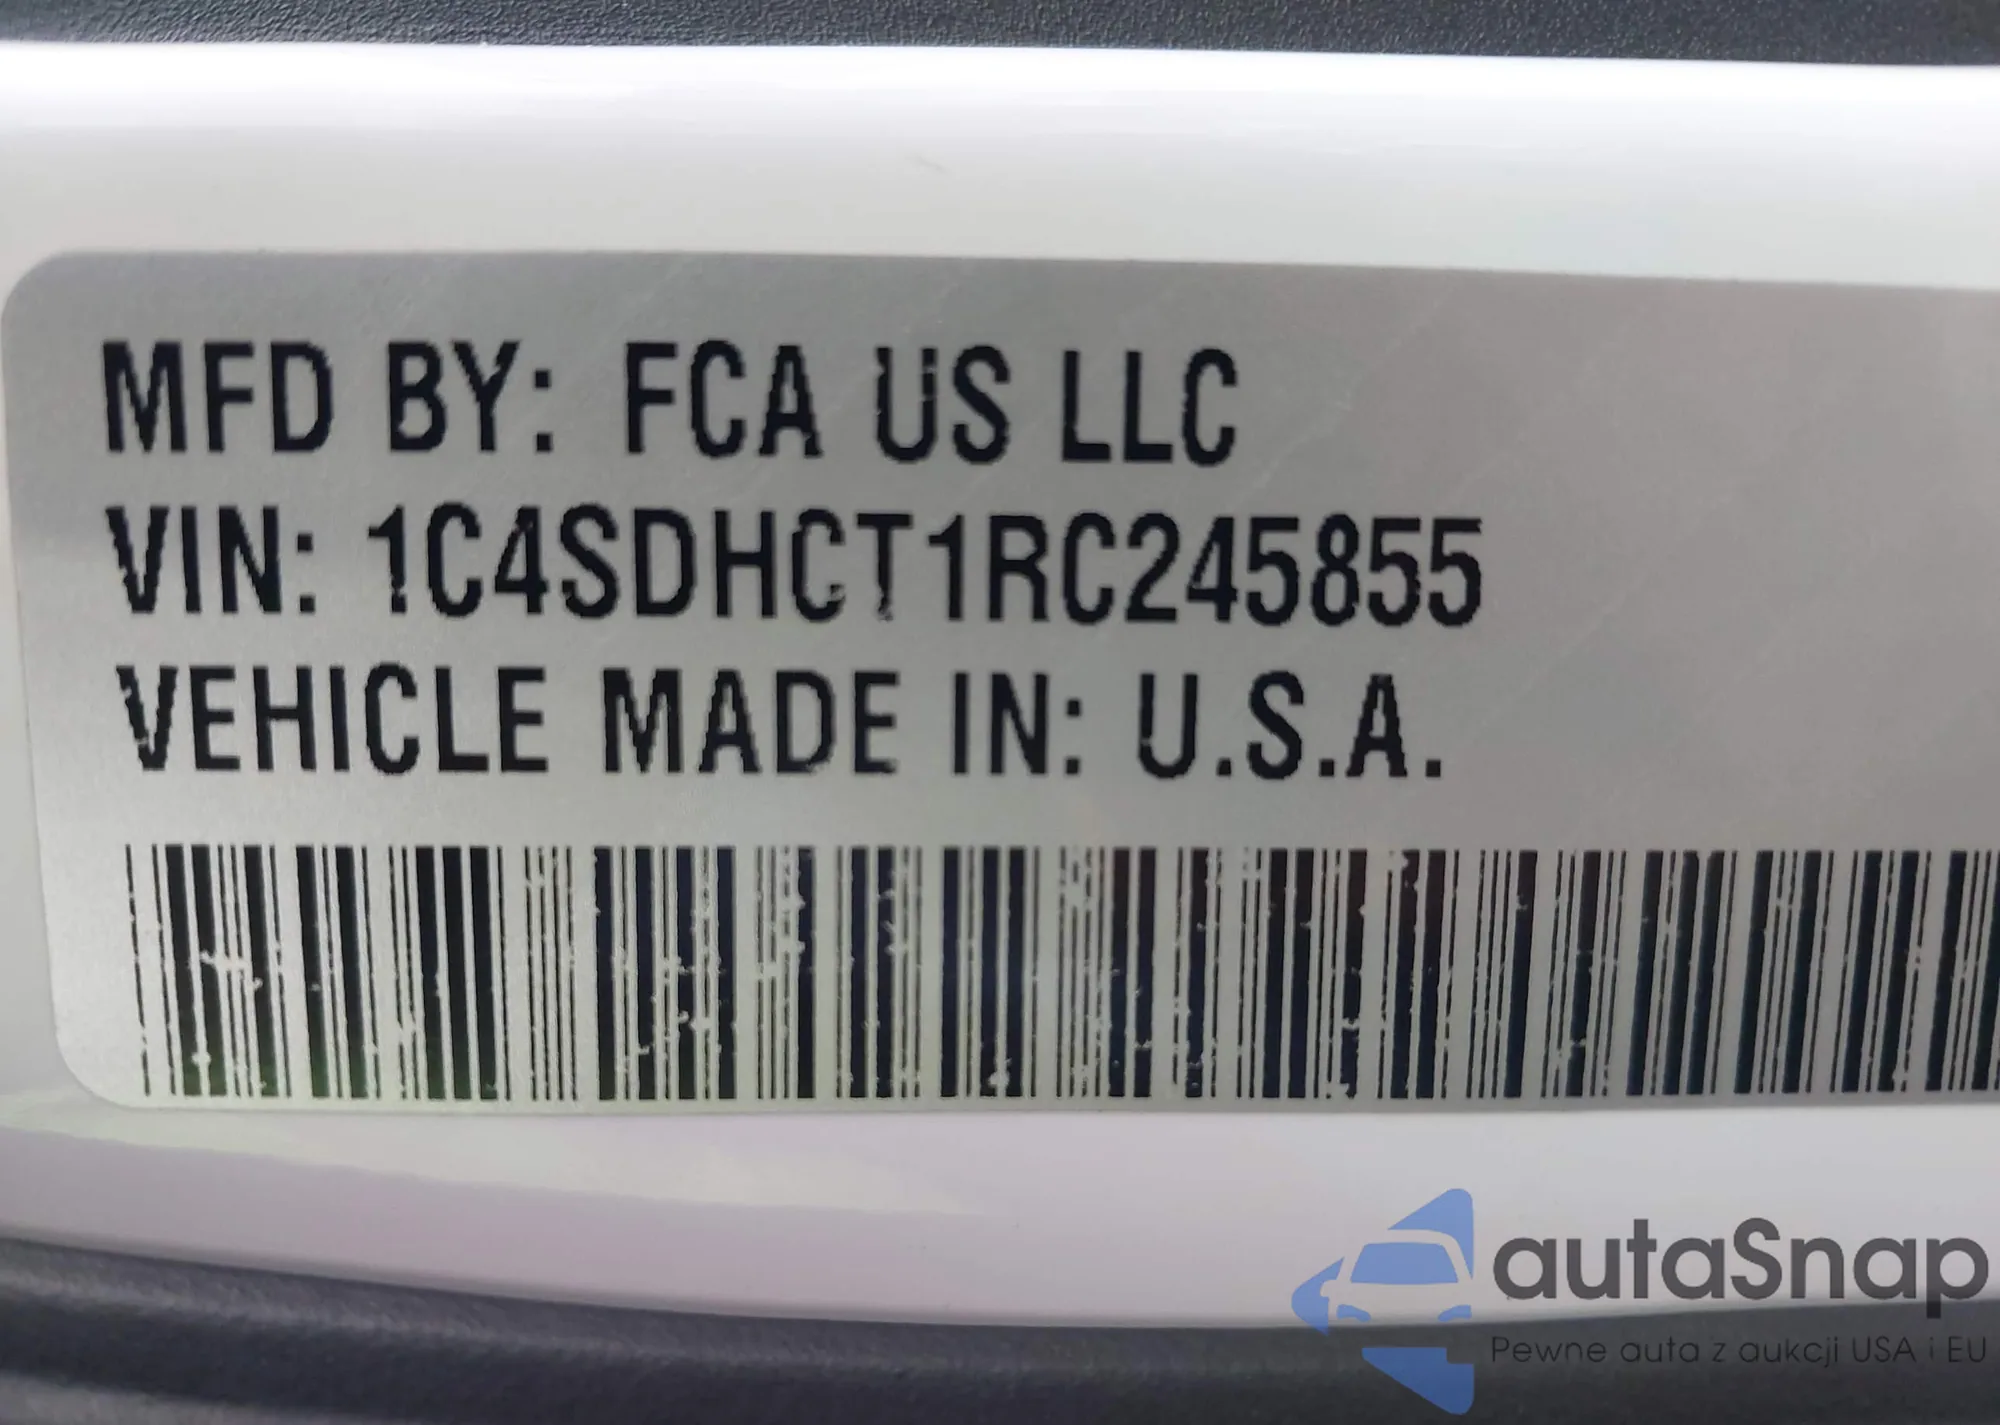 MFD BY: FCA US LLC
VIN: 1C4SDHCT1RC245855
VEHICLE MADE IN: U.S.A.
autaSnap
Pewne auta z aukcji USA i EU